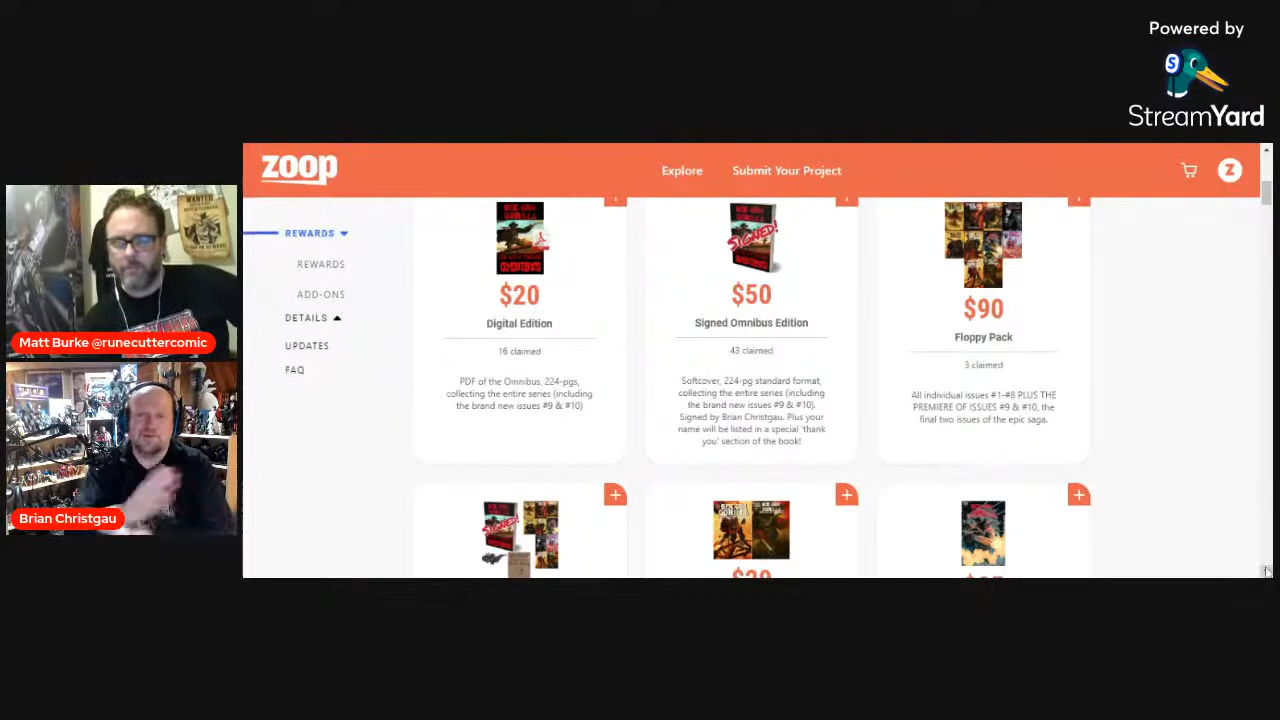 Powered by
StreamYard
zoop
Explore
Submit Your Project
Z
WANTED
Matt Burke @runecuttercomic
Brian Christgau
REWARDS
REWARDS
ADD-ONS
DETAILS
UPDATES
FAQ
$20
Digital Edition
16 claimed
PDF of the Omnibus, 224-pgs,
collecting the entire series (including
the brand new issues #9 & #10)
SIGNED!
$50
Signed Omnibus Edition
43 claimed
Softcover, 224-pg standard format,
collecting the entire series (including
the brand new issues #9 & #10).
Signed by Brian Christgau. Plus your
name will be listed in a special 'thank
you' section of the book!
$90
Floppy Pack
3 claimed
All individual issues #1-#8 PLUS THE
PREMIERE OF ISSUES #9 & #10, the
final two issues of the epic saga.
SIGNED!